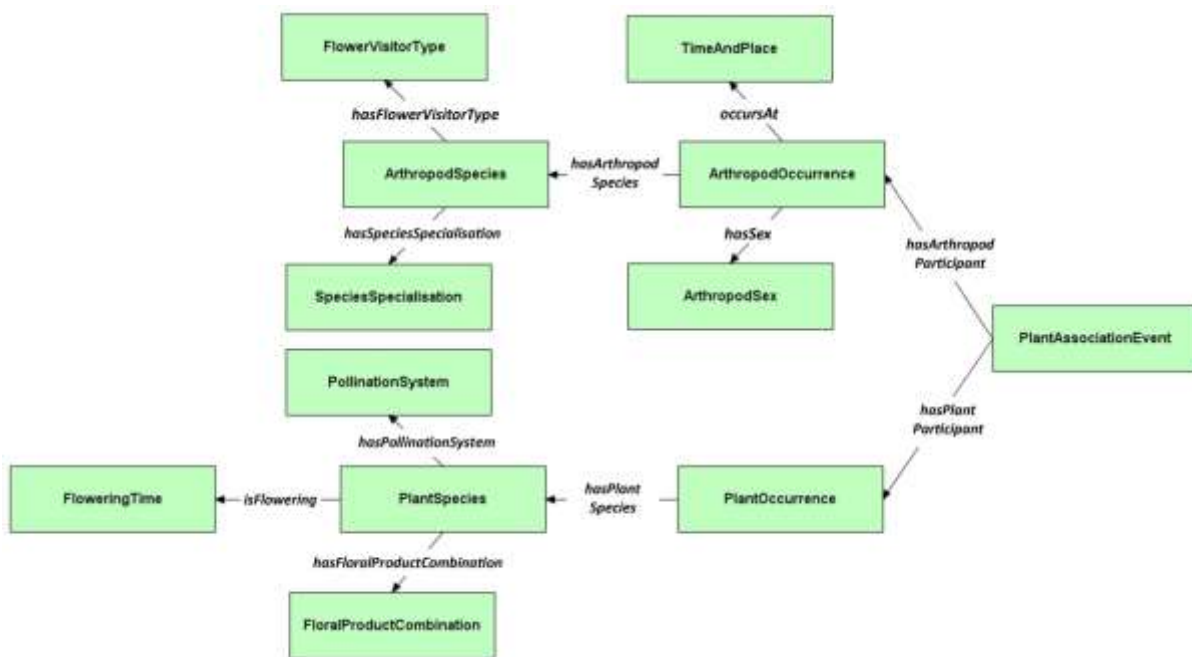 FlowerVisitorType
TimeAndPlace
hasFlowerVisitorType
occursAt
ArthropodSpecies
hasArthropod
Species
ArthropodOccurrence
hasSpeciesSpecialisation
hasSex
hasArthropod
Participant
SpeciesSpecialisation
ArthropodSex
PlantAssociationEvent
PollinationSystem
hasPlant
Participant
hasPollinationSystem
FloweringTime
isFlowering
PlantSpecies
hasPlant
Species
PlantOccurrence
hasFloralProductCombination
FloralProductCombination